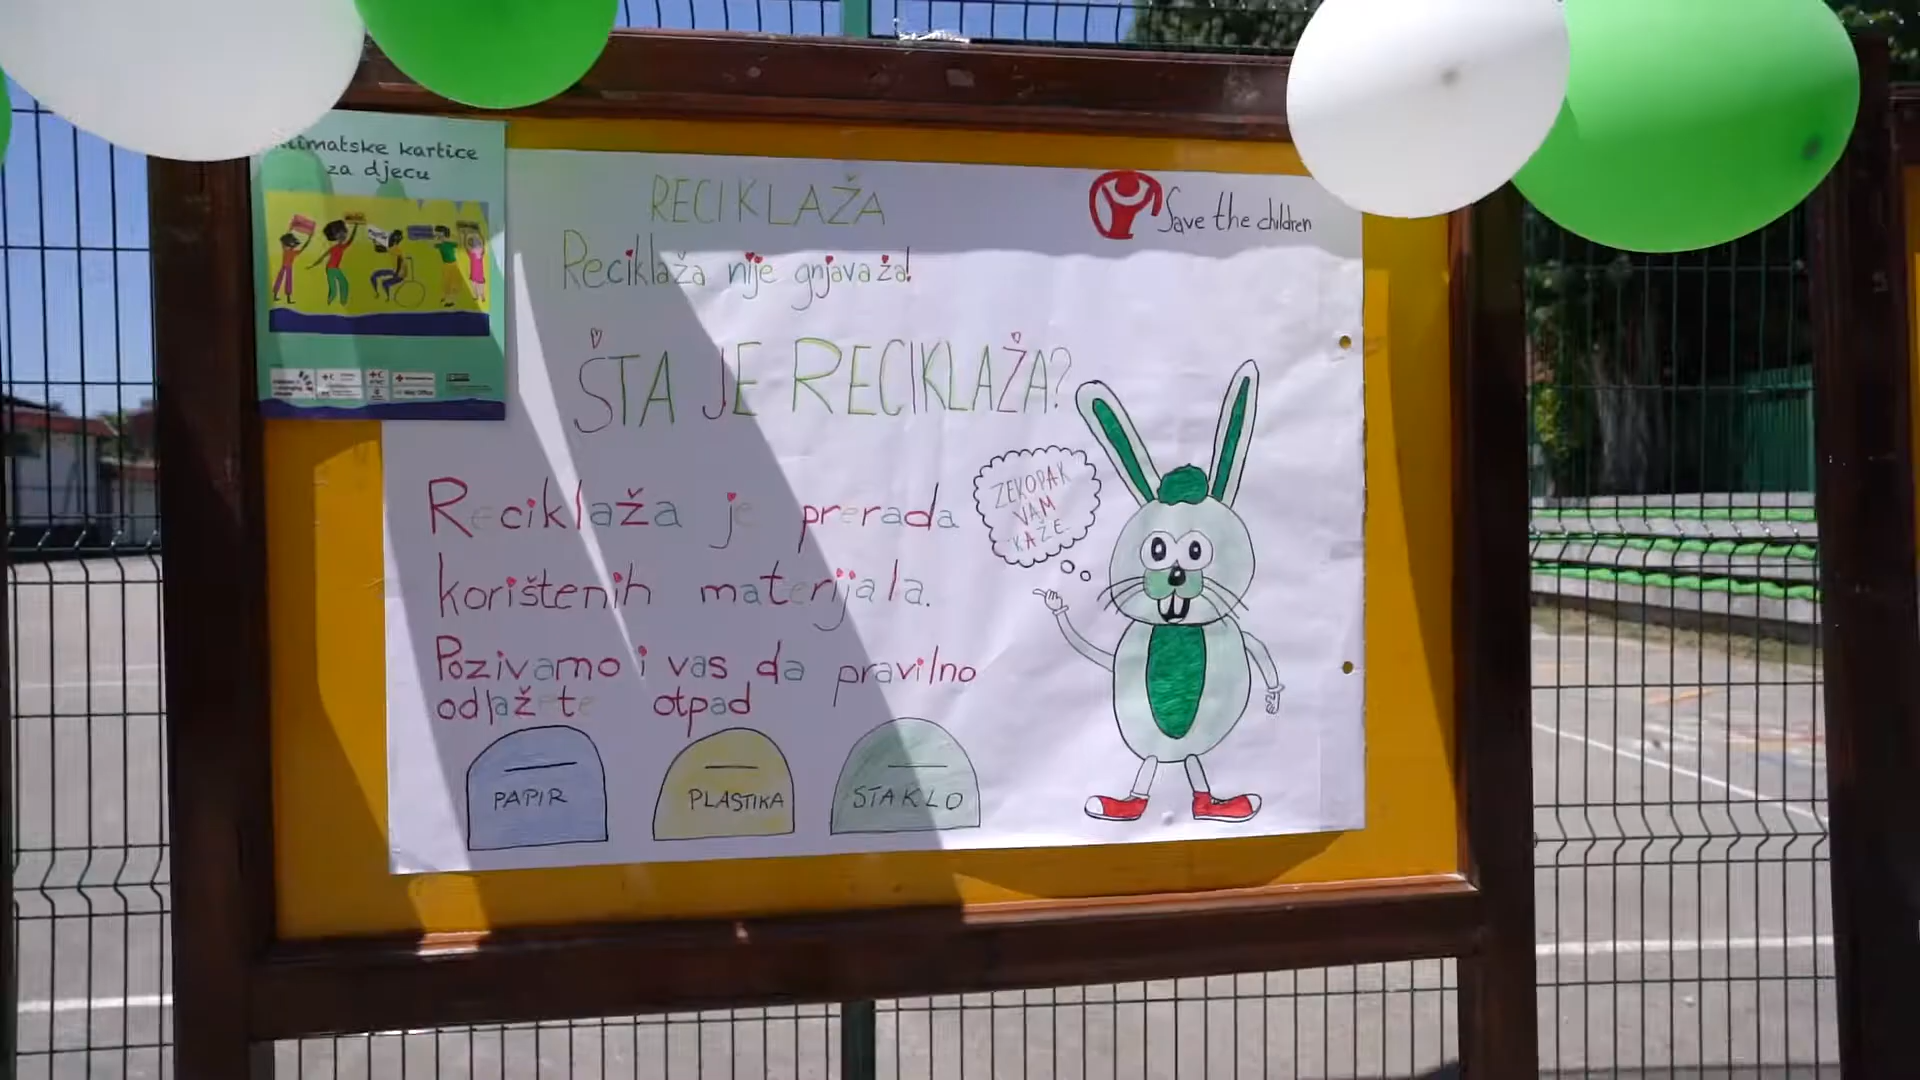 klimatske kartice
za djecu
RECIKLAŽA
Save the children
Reciklaža nije gnjavaža!
ŠTA JE RECIKLAŽA?
ZEKOPAK
VAM
KAŽE
Reciklaža je prerada
korištenih materijala.
Pozivamo i vas da pravilno
odlažete otpad
PAPIR
PLASTIKA
STAKLO